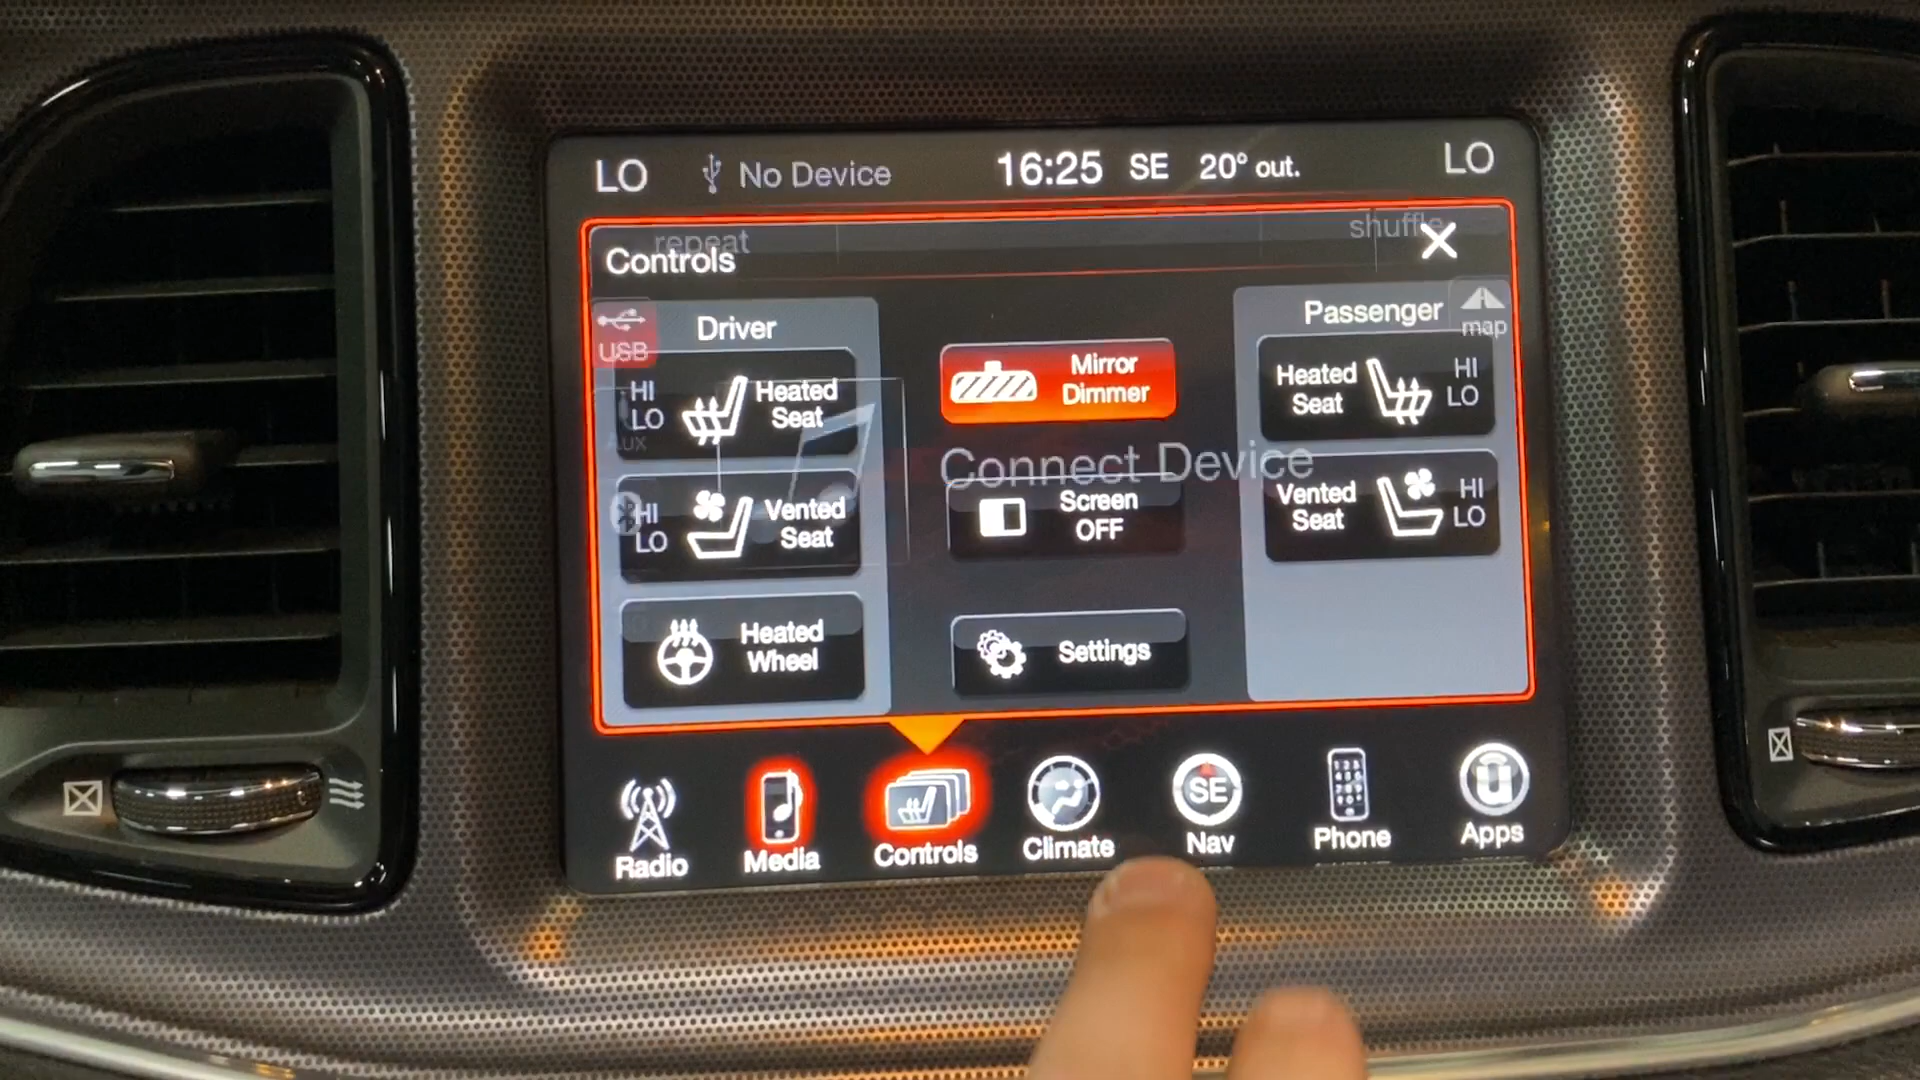 LO No Device 16:25 SE 20° out. LO
repeat shuffle
Controls
USB Driver Passenger map
HI LO Heated Seat
Mirror Dimmer
Heated Seat HI LO
Aux
Connect Device
HI LO Vented Seat
Screen OFF
Vented Seat HI LO
Heated Wheel
Settings
Radio Media Controls Climate SE Nav Phone Apps